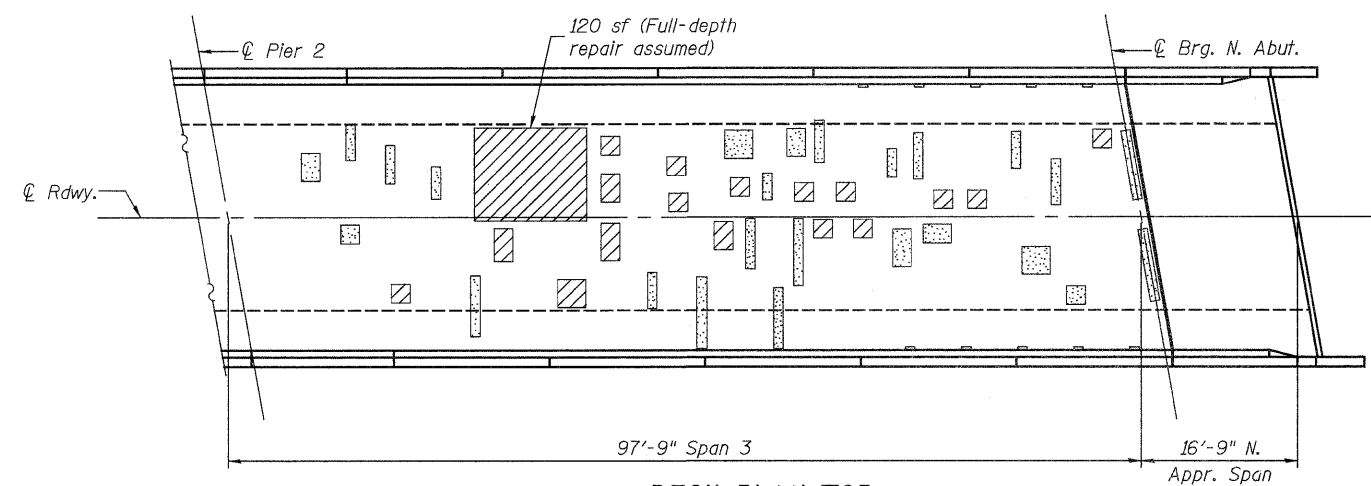 120 sf (Full-depth
repair assumed)
℄ Pier 2
℄ Brg. N. Abut.
℄ Rdwy.
97'-9" Span 3
16'-9" N.
Appr. Span